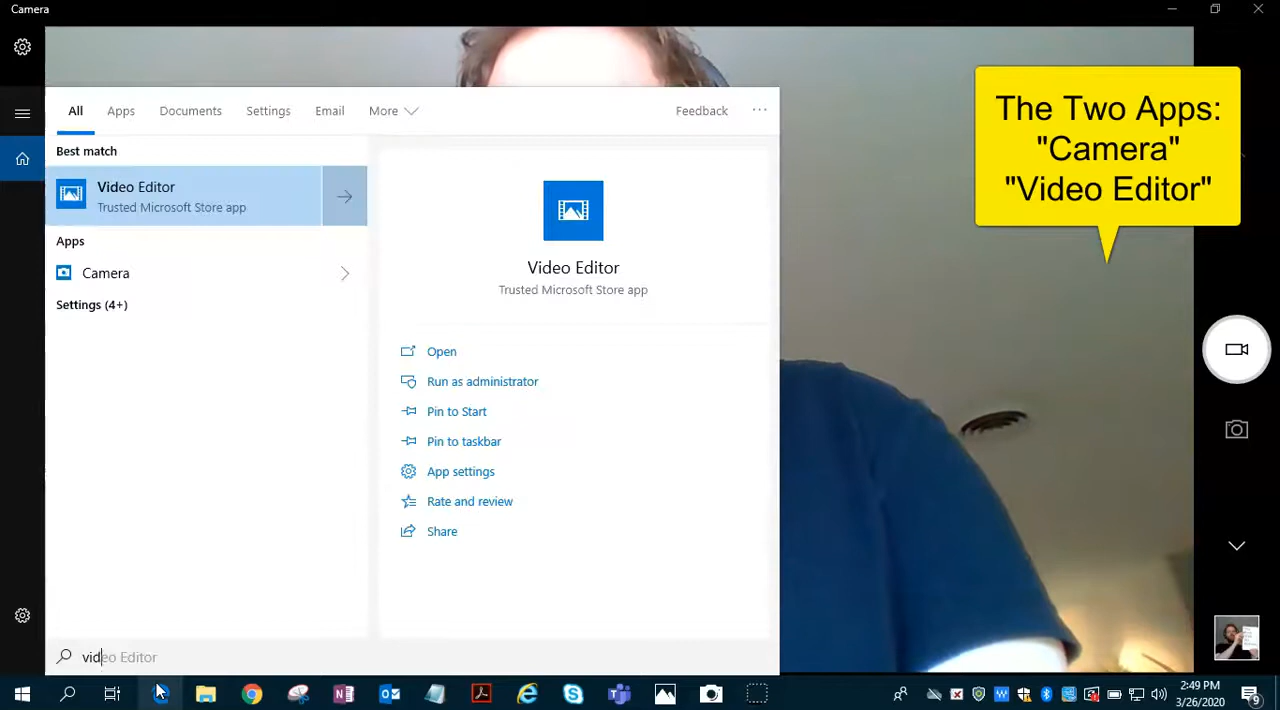 Camera
All Apps Documents Settings Email More Feedback ...
Best match
Video Editor
Trusted Microsoft Store app
Apps
Camera
Settings (4+)
Video Editor
Trusted Microsoft Store app
Open
Run as administrator
Pin to Start
Pin to taskbar
App settings
Rate and review
Share
The Two Apps:
"Camera"
"Video Editor"
video Editor
2:49 PM
3/26/2020
9